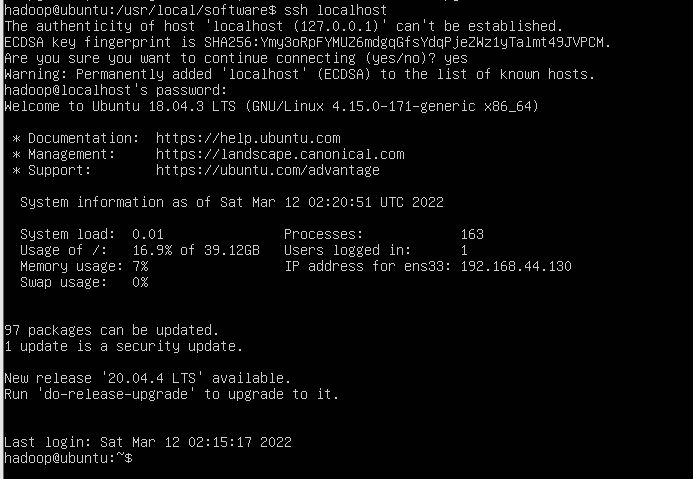 hadoop@ubuntu:/usr/local/software$ ssh localhost
The authenticity of host 'localhost (127.0.0.1)' can't be established.
ECDSA key fingerprint is SHA256:Ymy3oRpFYMUZ6mdgqGfsYdqPjeZWz1yTalmt49JVPCM.
Are you sure you want to continue connecting (yes/no)? yes
Warning: Permanently added 'localhost' (ECDSA) to the list of known hosts.
hadoop@localhost's password:
Welcome to Ubuntu 18.04.3 LTS (GNU/Linux 4.15.0-171-generic x86_64)

 * Documentation:  https://help.ubuntu.com
 * Management:     https://landscape.canonical.com
 * Support:        https://ubuntu.com/advantage

  System information as of Sat Mar 12 02:20:51 UTC 2022

  System load:  0.01               Processes:            163
  Usage of /:   16.9% of 39.12GB   Users logged in:      1
  Memory usage: 7%                 IP address for ens33: 192.168.44.130
  Swap usage:   0%

97 packages can be updated.
1 update is a security update.

New release '20.04.4 LTS' available.
Run 'do-release-upgrade' to upgrade to it.

Last login: Sat Mar 12 02:15:17 2022
hadoop@ubuntu:~$